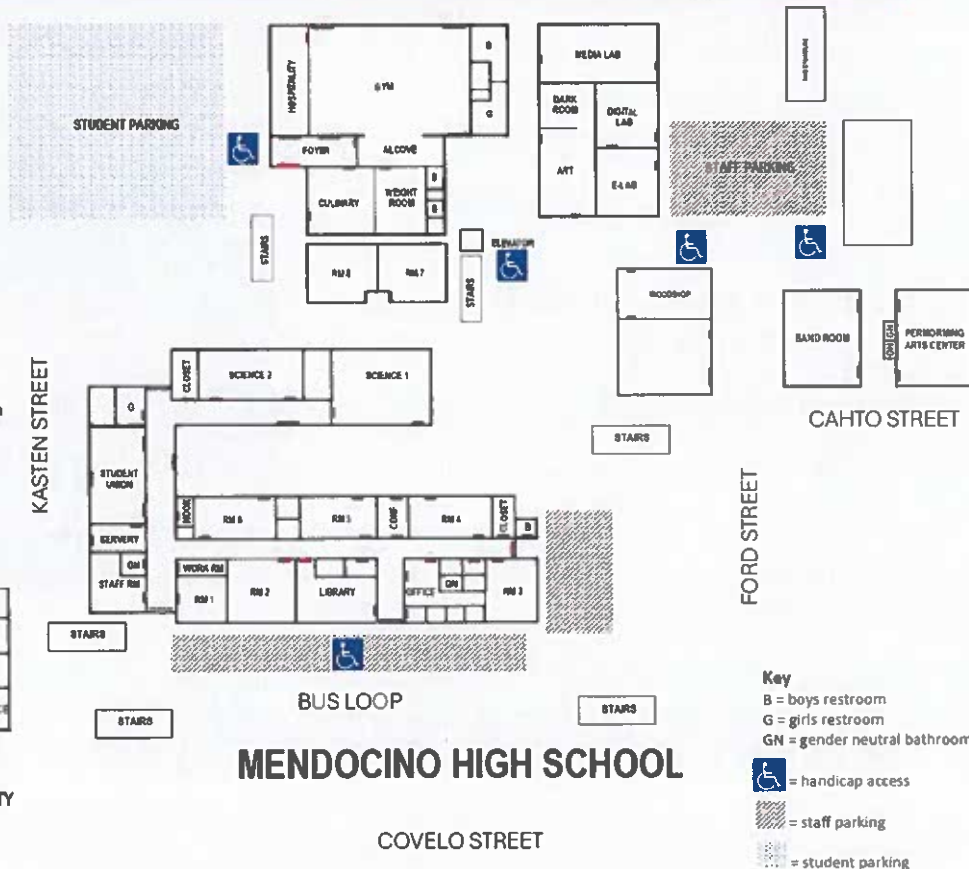 STUDENT PARKING
HOSPITALITY
GYM
B
G
FOYER
ALCOVE
CULINARY
WEIGHT
ROOM
B
B
MEDIA LAB
DARK
ROOM
DIGITAL
LAB
ART
E-LAB
STAFF PARKING
STAIRS
ELEVATOR
STAIRS
RM 8
RM 7
WOODSHOP
BAND ROOM
GN
GN
PERFORMING
ARTS CENTER
CAHTO STREET
KASTEN STREET
CLOSET
SCIENCE 2
SCIENCE 1
G
STUDENT
UNION
SERVERY
GN
STAFF RM
STAIRS
NOOK
RM 6
RM 5
CONF
RM 4
CLOSET
B
WORK RM
RM 1
RM 2
LIBRARY
OFFICE
GN
RM 3
FORD STREET
STAIRS
STAIRS
BUS LOOP
STAIRS
MENDOCINO HIGH SCHOOL
TY
COVELO STREET
Key
B = boys restroom
G = girls restroom
GN = gender neutral bathroom
= handicap access
= staff parking
= student parking